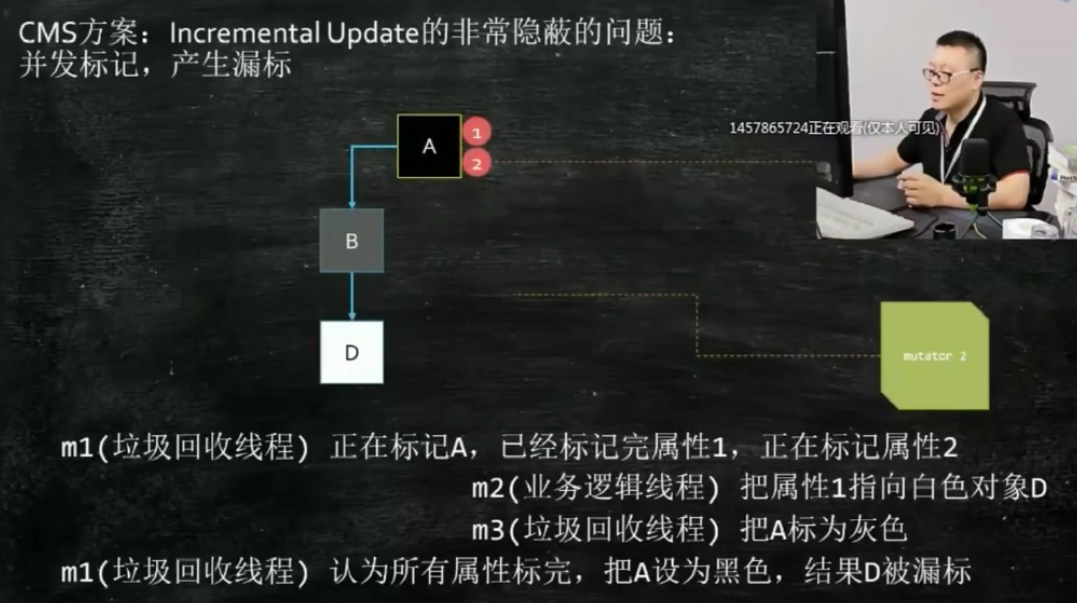 CMS方案：Incremental Update的非常隐蔽的问题：
并发标记，产生漏标
1457865724正在观看(仅本人可见)
A
1
2
B
D
mutator 2
m1(垃圾回收线程) 正在标记A，已经标记完属性1，正在标记属性2
m2(业务逻辑线程) 把属性1指向白色对象D
m3(垃圾回收线程) 把A标为灰色
m1(垃圾回收线程) 认为所有属性标完，把A设为黑色，结果D被漏标